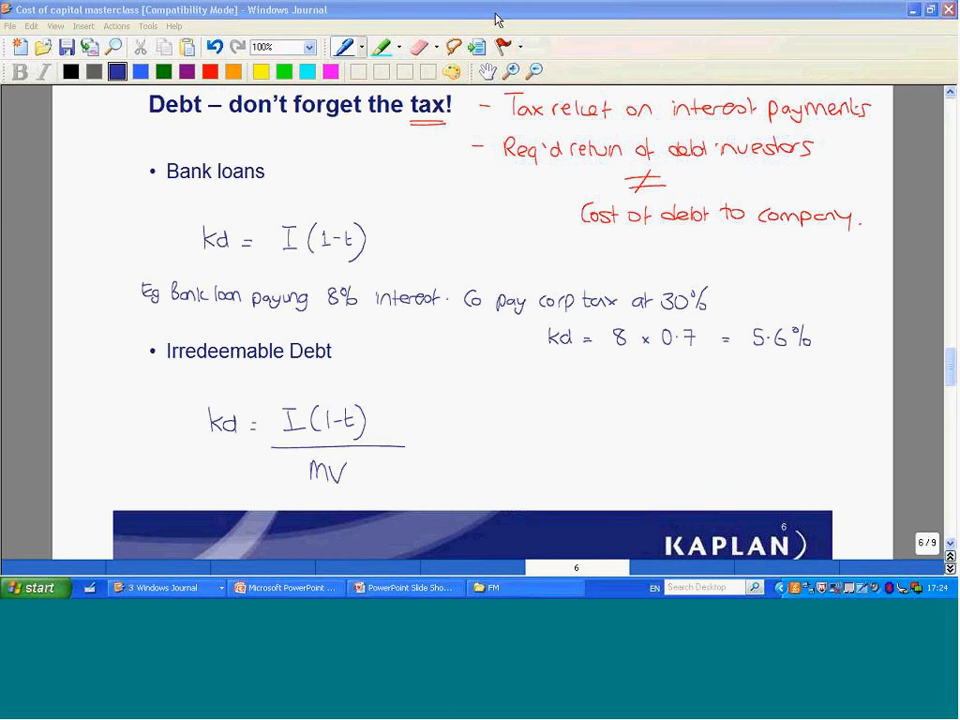 Cost of capital masterclass [Compatibility Mode] - Windows Journal
File Edit View Insert Actions Tools Help
100%
B I
Debt – don't forget the tax!
- Tax relief on interest payments
- Req'd return of debt investors
≠
Cost of debt to company.
• Bank loans
kd = I (1-t)
Eg Bank loan paying 8% interest. Co pay corp tax at 30%
kd = 8 × 0.7 = 5.6%
• Irredeemable Debt
kd = I (1-t)
MV
6
KAPLAN
6 / 9
6
start 3 Windows Journal Microsoft PowerPoint ... PowerPoint Slide Sho... FM EN Search Desktop 17:24